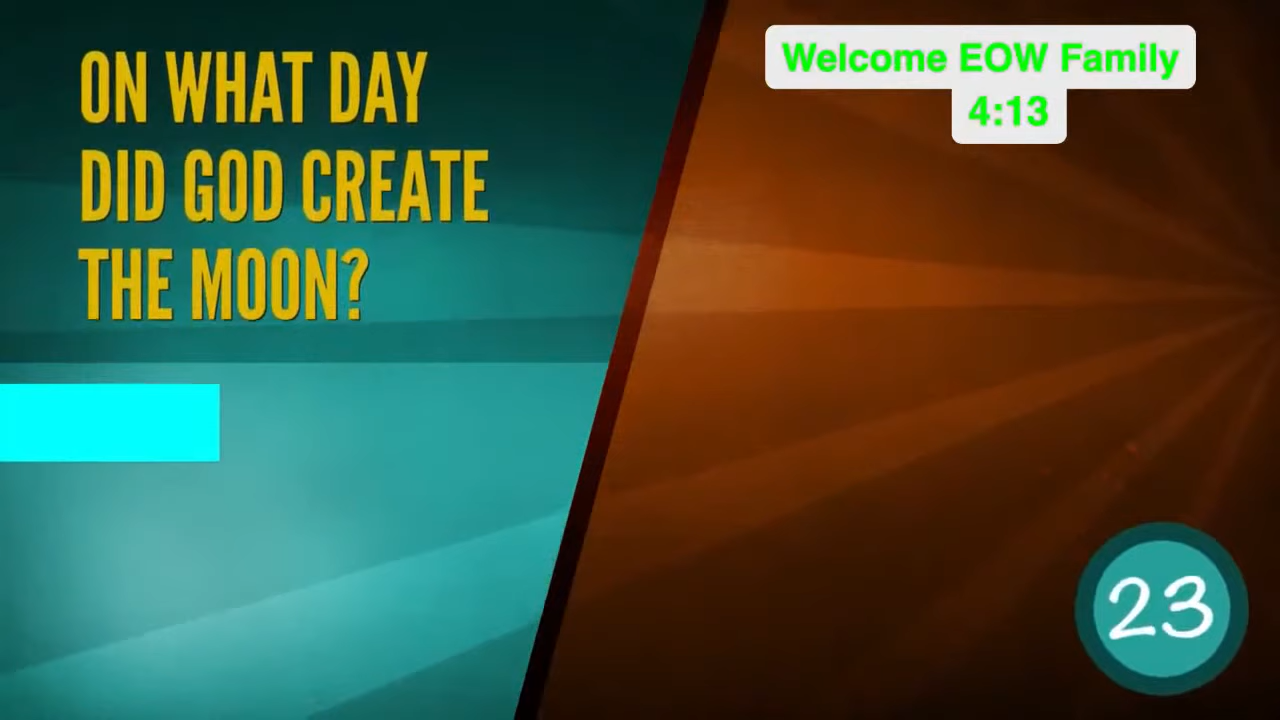 ON WHAT DAY
DID GOD CREATE
THE MOON?
Welcome EOW Family
4:13
23